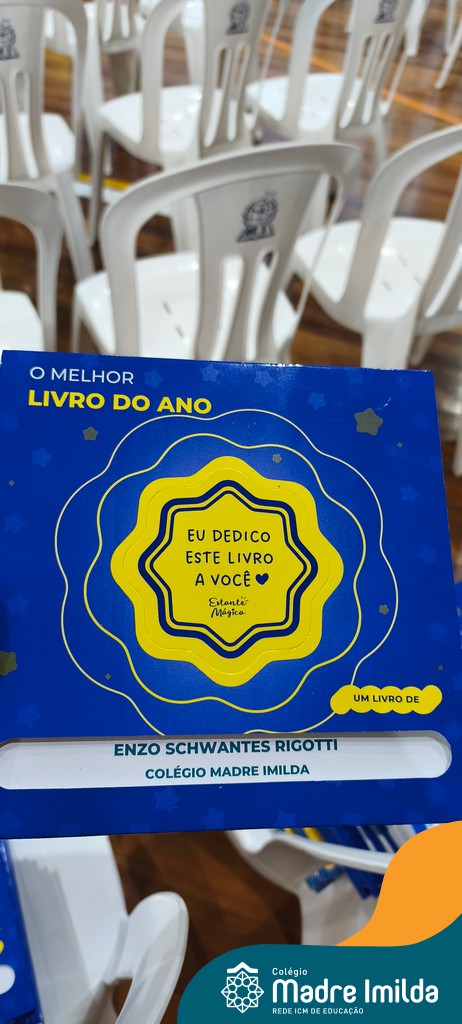 O MELHOR
LIVRO DO ANO
EU DEDICO
ESTE LIVRO
A VOCÊ
Estante
Mágica
UM LIVRO DE
ENZO SCHWANTES RIGOTTI
COLÉGIO MADRE IMILDA
Colégio
Madre Imilda
REDE ICM DE EDUCAÇÃO